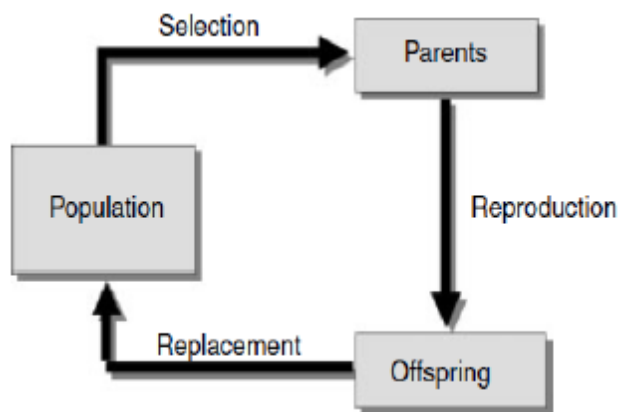 Selection
Parents
Population
Reproduction
Replacement
Offspring